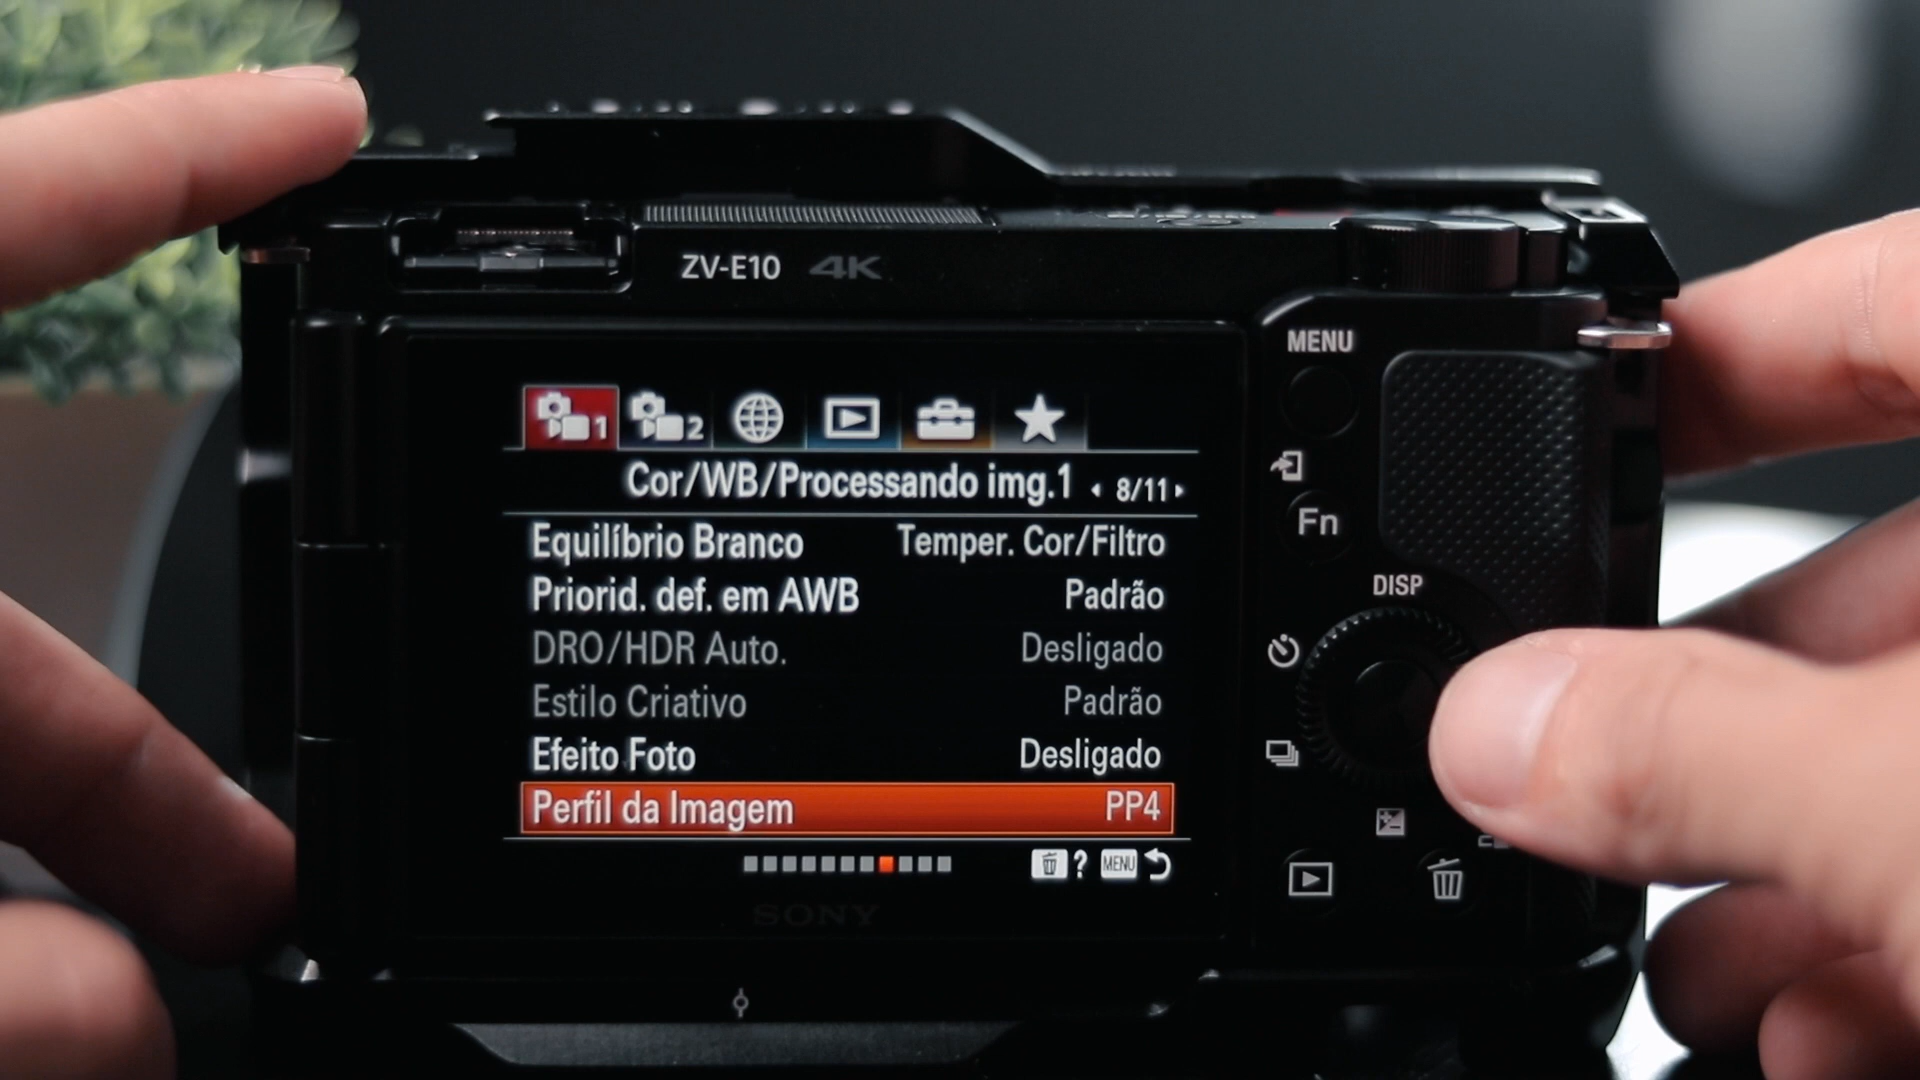 ZV-E10 4K
MENU
1
2
Cor/WB/Processando img.1 8/11
Equilíbrio Branco Temper. Cor/Filtro
Priorid. def. em AWB Padrão
DRO/HDR Auto. Desligado
Estilo Criativo Padrão
Efeito Foto Desligado
Perfil da Imagem PP4
? MENU
Fn
DISP
SONY